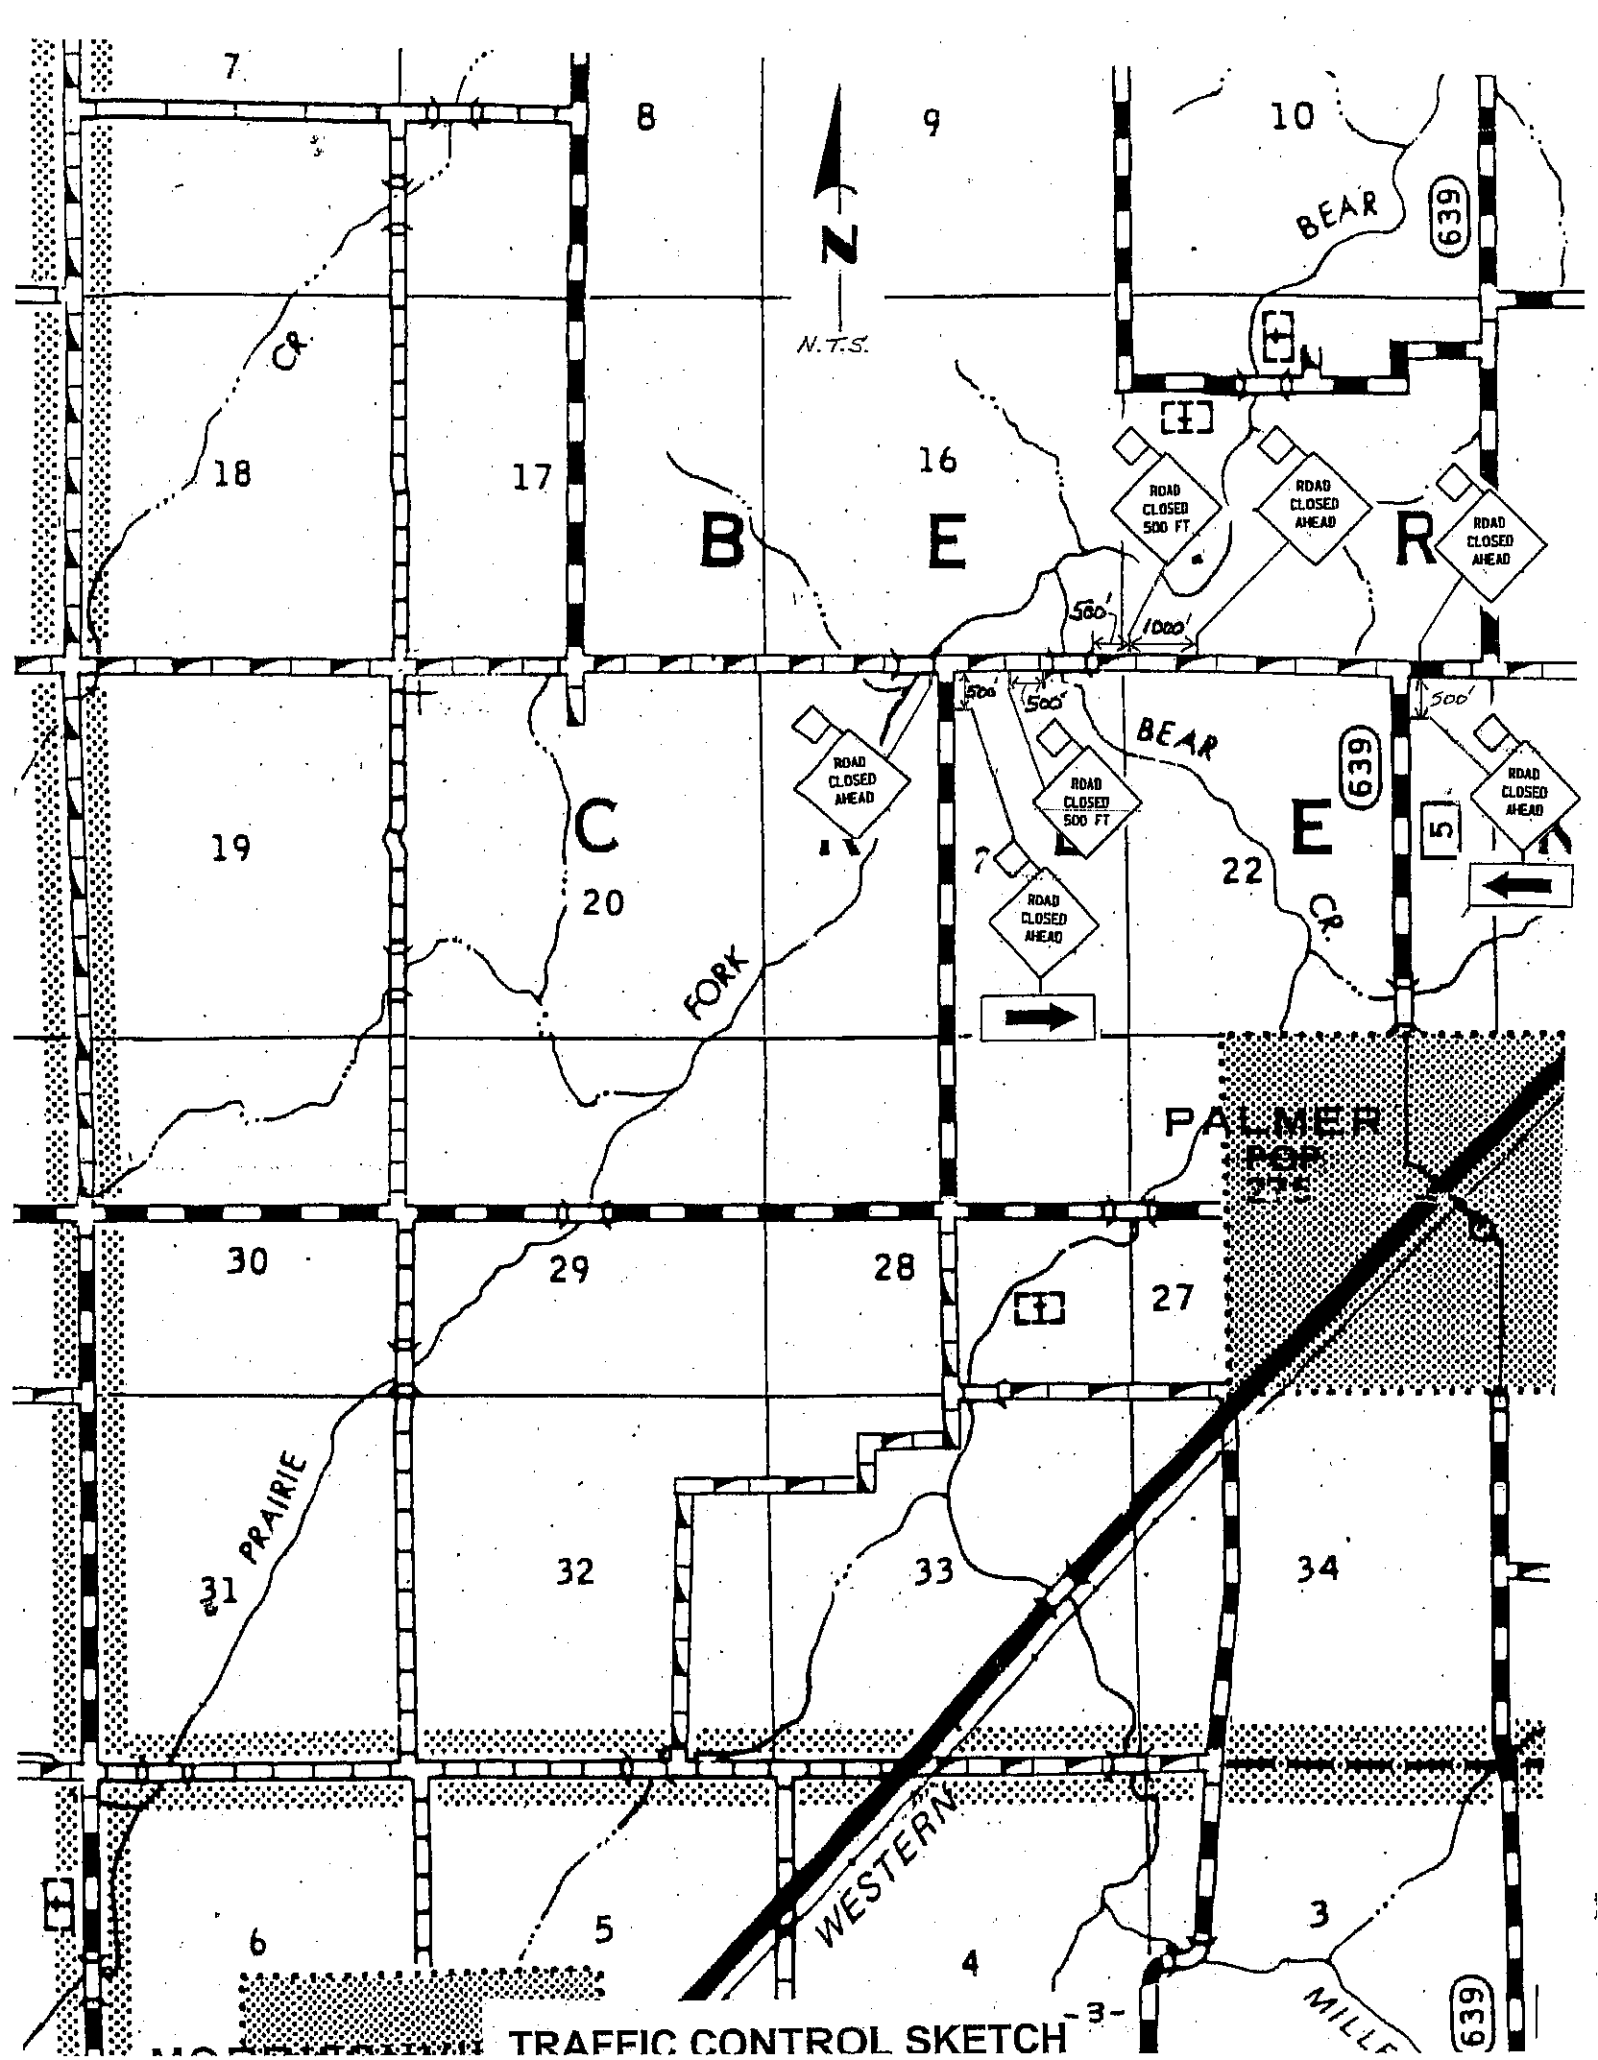 7
8
9
10
BEAR
639
N
N.T.S.
CR.
18
17
16
B E R
ROAD
CLOSED
500 FT
ROAD
CLOSED
AHEAD
ROAD
CLOSED
AHEAD
500'
1000'
500'
500'
500'
BEAR
639
ROAD
CLOSED
AHEAD
ROAD
CLOSED
500 FT
ROAD
CLOSED
AHEAD
C E
15
19
20
22
ROAD
CLOSED
AHEAD
CR.
FORK
PALMER
POP
30
29
28
27
PRAIRIE
31
32
33
34
WESTERN
6
5
4
3
MILLE
639
-3-
TRAFFIC CONTROL SKETCH